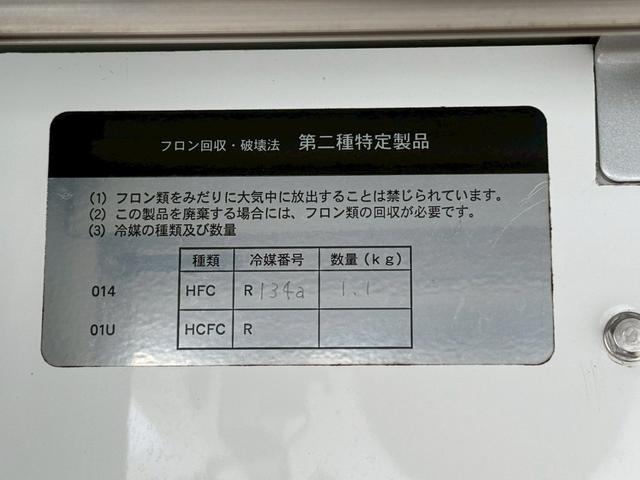 フロン回収・破壊法 第二種特定製品
(1) フロン類をみだりに大気中に放出することは禁じられています。
(2) この製品を廃棄する場合には、フロン類の回収が必要です。
(3) 冷媒の種類及び数量
種類 冷媒番号 数量(kg)
014 HFC R 134a 1.1
01U HCFC R